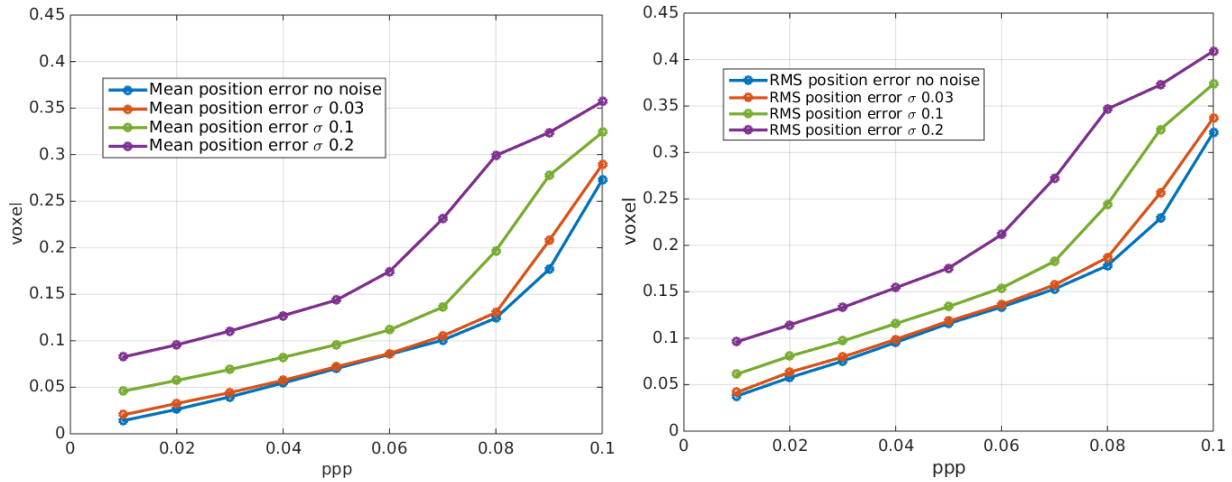 0.45
0.4
0.35
0.3
0.25
0.2
0.15
0.1
0.05
0
voxel
Mean position error no noise
Mean position error σ 0.03
Mean position error σ 0.1
Mean position error σ 0.2
0
0.02
0.04
0.06
0.08
0.1
ppp
0.45
0.4
0.35
0.3
0.25
0.2
0.15
0.1
0.05
0
voxel
RMS position error no noise
RMS position error σ 0.03
RMS position error σ 0.1
RMS position error σ 0.2
0
0.02
0.04
0.06
0.08
0.1
ppp